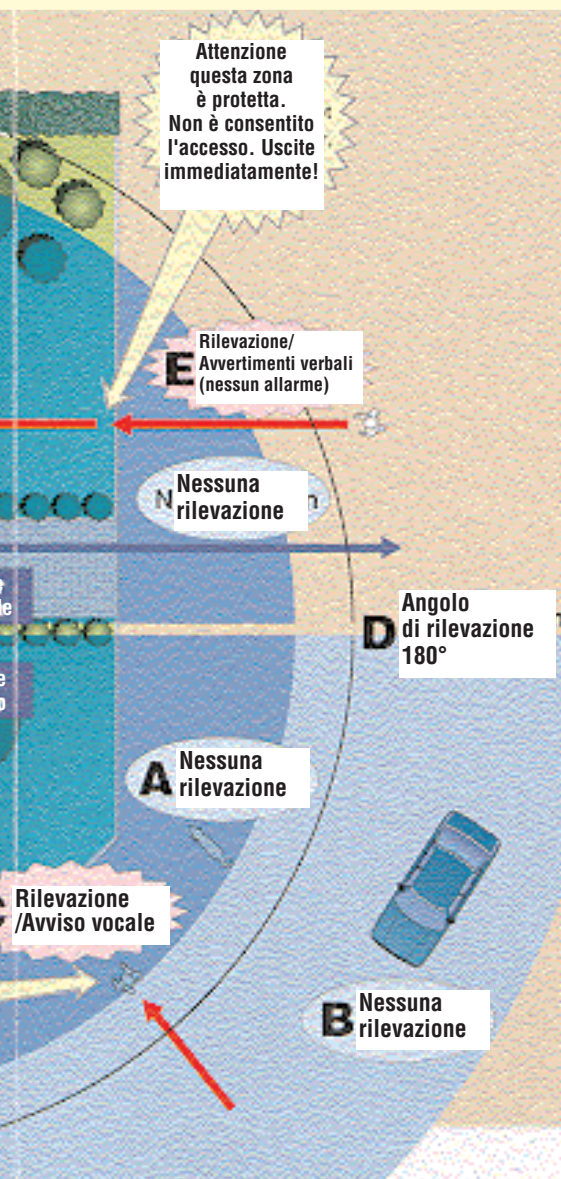 Attenzione
questa zona
è protetta.
Non è consentito
l'accesso. Uscite
immediatamente!
E
Rilevazione/
Avvertimenti verbali
(nessun allarme)
Nessuna
rilevazione
D
Angolo
di rilevazione
180°
A
Nessuna
rilevazione
Rilevazione
/Avviso vocale
B
Nessuna
rilevazione